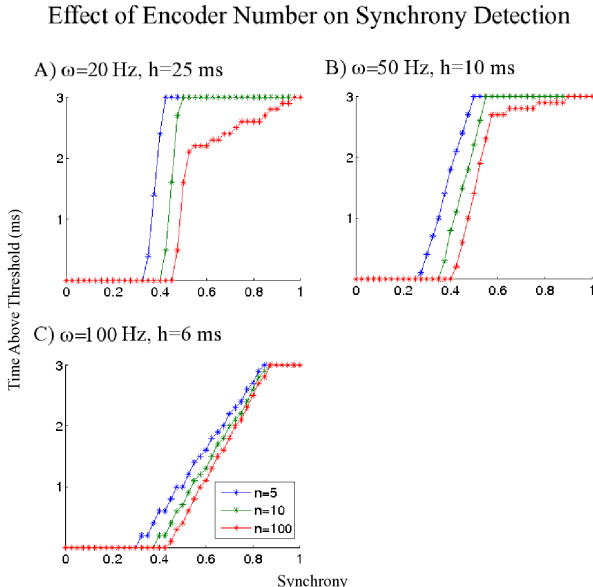 Effect of Encoder Number on Synchrony Detection
A) ω=20 Hz, h=25 ms
3
2
1
0 0.2 0.4 0.6 0.8 1
B) ω=50 Hz, h=10 ms
3
2
1
0 0.2 0.4 0.6 0.8 1
Time Above Threshold (ms)
C) ω=100 Hz, h=6 ms
3
2
1
0 0.2 0.4 0.6 0.8 1
n=5
n=10
n=100
Synchrony